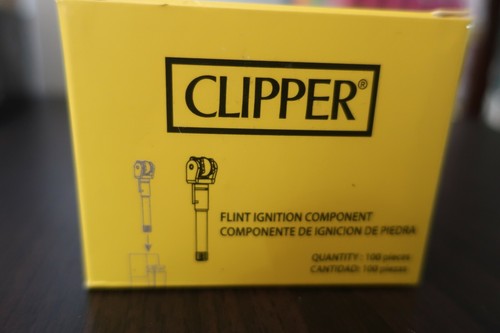 CLIPPER®
FLINT IGNITION COMPONENT
COMPONENTE DE IGNICION DE PIEDRA
QUANTITY: 100 pieces
CANTIDAD: 100 piezas